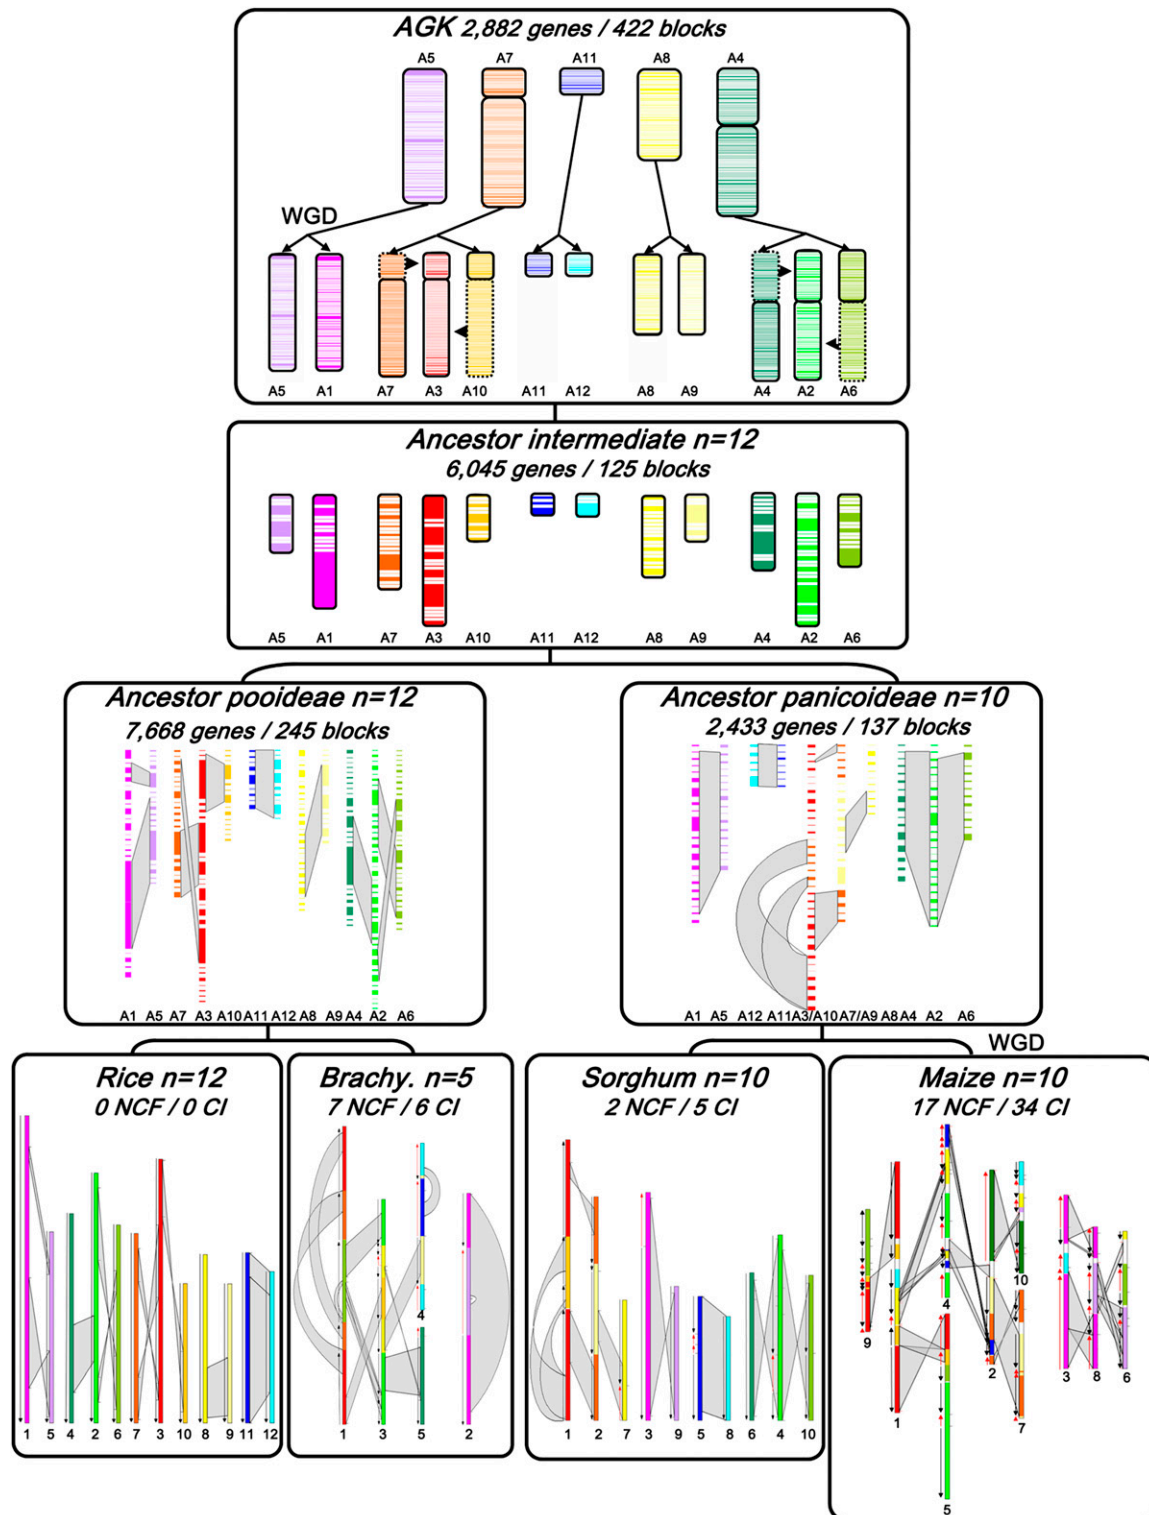 AGK 2,882 genes / 422 blocks
A5 A7 A11 A8 A4
WGD
A5 A1 A7 A3 A10 A11 A12 A8 A9 A4 A2 A6
Ancestor intermediate n=12
6,045 genes / 125 blocks
A5 A1 A7 A3 A10 A11 A12 A8 A9 A4 A2 A6
Ancestor pooideae n=12
7,668 genes / 245 blocks
A1 A5 A7 A3 A10 A11 A12 A8 A9 A4 A2 A6
Ancestor panicoideae n=10
2,433 genes / 137 blocks
A1 A5 A12 A11 A3/A10 A7/A9 A8 A4 A2 A6
WGD
Rice n=12
0 NCF / 0 CI
1 5 4 2 6 7 3 10 8 9 11 12
Brachy. n=5
7 NCF / 6 CI
4
1 3 5 2
Sorghum n=10
2 NCF / 5 CI
1 2 7 3 9 5 8 6 4 10
Maize n=10
17 NCF / 34 CI
10
4
9
2
3 8 6
1
7
5